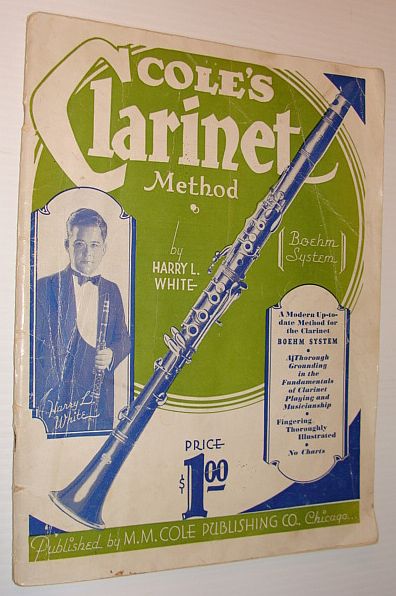 COLE'S
Clarinet
Method
by
HARRY L.
WHITE
[Boehm
System]
Harry L.
White
A Modern Up-to-
date Method for
the Clarinet
BOEHM SYSTEM
•
A Thorough
Grounding
in the
Fundamentals
of Clarinet
Playing and
Musicianship
•
Fingering
Thoroughly
Illustrated
•
No Charts
PRICE
$1.00
Published by M.M. COLE PUBLISHING CO. Chicago...